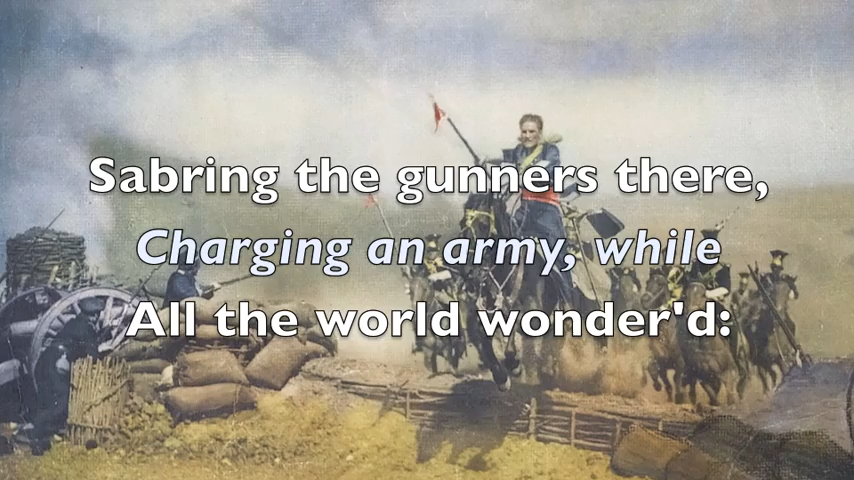 Sabring the gunners there,
Charging an army, while
All the world wonder'd: